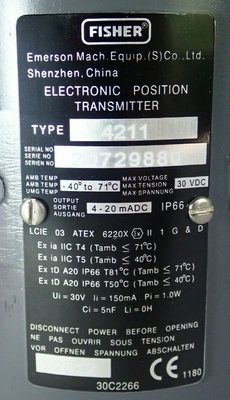 FISHER
Emerson Mach.Equip.(S)Co.,Ltd.
Shenzhen, China
ELECTRONIC POSITION
TRANSMITTER
TYPE 4211
SERIAL NO
SERIE NO
SERIEN NO
AMB TEMP -40° to 71°C MAX VOLTAGE
AMB TEMP MAX TENSION 30 VDC
UMG TEMP MAX SPANNUNG
OUTPUT
SORTIE 4-20 mADC IP66
AUSGANG
LCIE 03 ATEX 6220X Ex II 1 G & D
Ex ia IIC T4 (Tamb ≤ 71°C)
Ex ia IIC T5 (Tamb ≤ 40°C)
Ex tD A20 IP66 T81°C (Tamb ≤ 71°C)
Ex tD A20 IP66 T50°C (Tamb ≤ 40°C)
Ui = 30V Ii = 150mA Pi = 1.0W
Ci = 5nF Li = 0H
DISCONNECT POWER BEFORE OPENING
NE PAS OUVRIR SOUS TENSION
VOR OFFNEN SPANNUNG ABSCHALTEN
CE 1180
30C2266